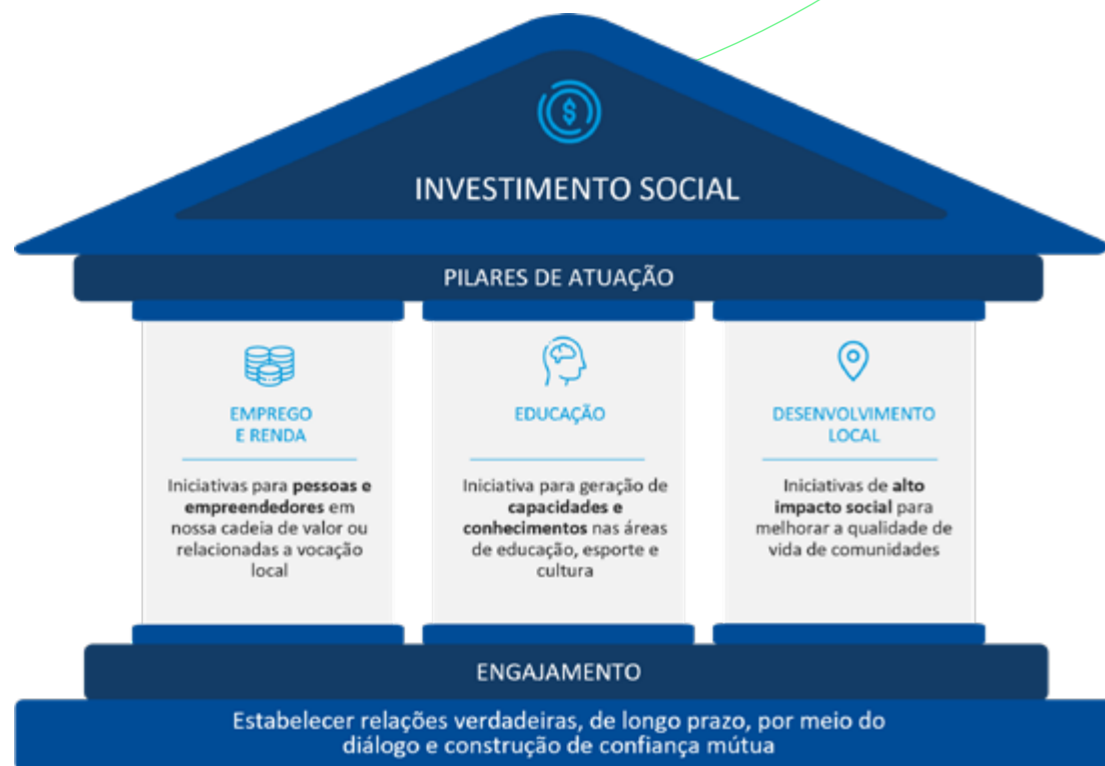 $
INVESTIMENTO SOCIAL
PILARES DE ATUAÇÃO
EMPREGO
E RENDA
Iniciativas para pessoas e
empreendedores em
nossa cadeia de valor ou
relacionadas a vocação
local
EDUCAÇÃO
Iniciativa para geração de
capacidades e
conhecimentos nas áreas
de educação, esporte e
cultura
DESENVOLVIMENTO
LOCAL
Iniciativas de alto
impacto social para
melhorar a qualidade de
vida de comunidades
ENGAJAMENTO
Estabelecer relações verdadeiras, de longo prazo, por meio do
diálogo e construção de confiança mútua